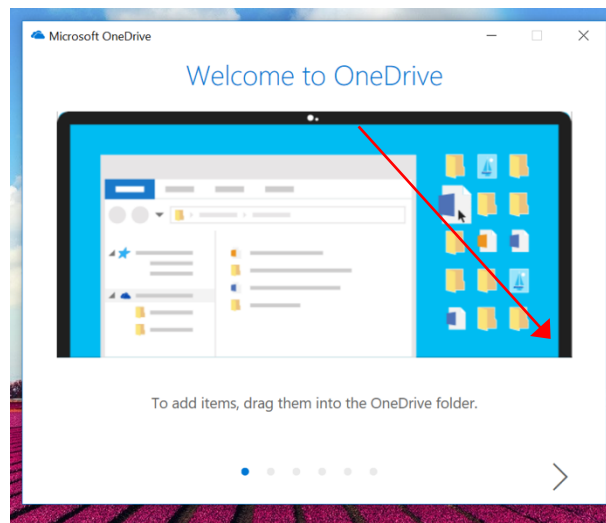 Microsoft OneDrive
Welcome to OneDrive
To add items, drag them into the OneDrive folder.